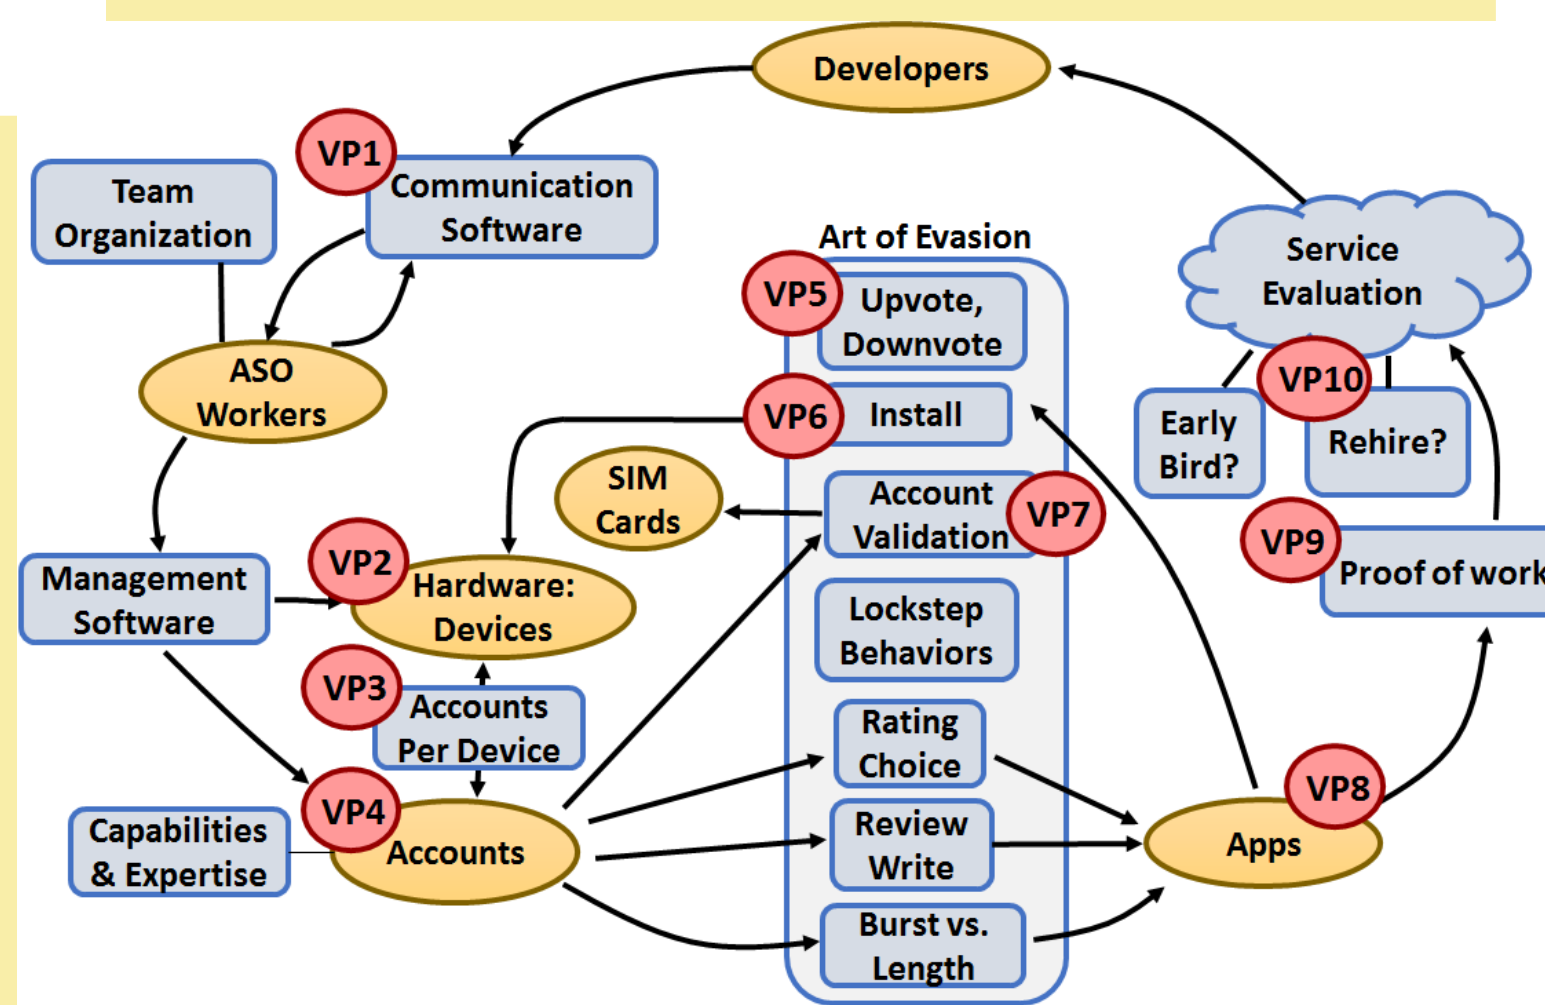 Developers
VP1
Communication
Software
Team
Organization
ASO
Workers
Art of Evasion
VP5
Upvote,
Downvote
VP6
Install
SIM
Cards
Account
Validation
VP7
Service
Evaluation
VP10
Early
Bird?
Rehire?
VP9
Proof of work
Management
Software
VP2
Hardware:
Devices
Lockstep
Behaviors
VP3
Accounts
Per Device
Rating
Choice
VP4
Accounts
Capabilities
& Expertise
Review
Write
VP8
Apps
Burst vs.
Length